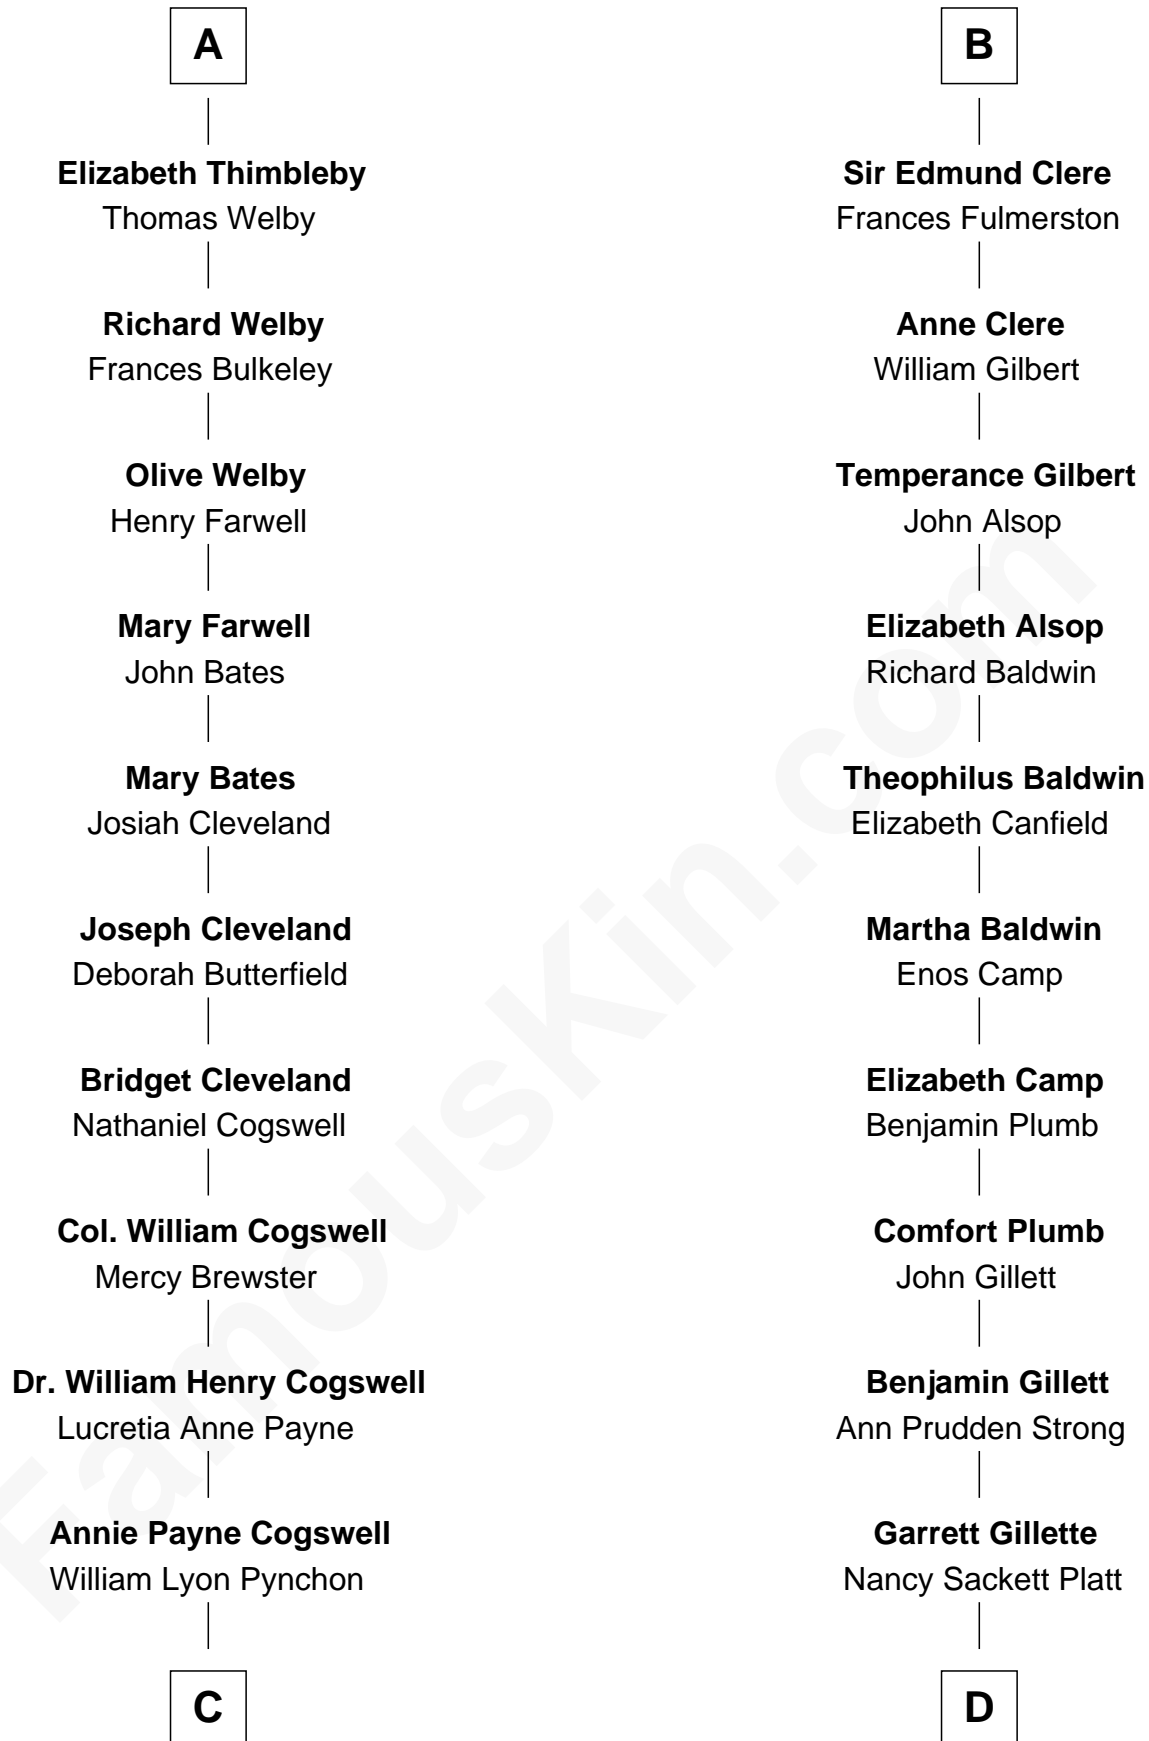 A
Elizabeth Thimbleby
Thomas Welby
Richard Welby
Frances Bulkeley
Olive Welby
Henry Farwell
Mary Farwell
John Bates
Mary Bates
Josiah Cleveland
Joseph Cleveland
Deborah Butterfield
Bridget Cleveland
Nathaniel Cogswell
Col. William Cogswell
Mercy Brewster
Dr. William Henry Cogswell
Lucretia Anne Payne
Annie Payne Cogswell
William Lyon Pynchon
C
B
Sir Edmund Clere
Frances Fulmerston
Anne Clere
William Gilbert
Temperance Gilbert
John Alsop
Elizabeth Alsop
Richard Baldwin
Theophilus Baldwin
Elizabeth Canfield
Martha Baldwin
Enos Camp
Elizabeth Camp
Benjamin Plumb
Comfort Plumb
John Gillett
Benjamin Gillett
Ann Prudden Strong
Garrett Gillette
Nancy Sackett Platt
D
FamousKin.com